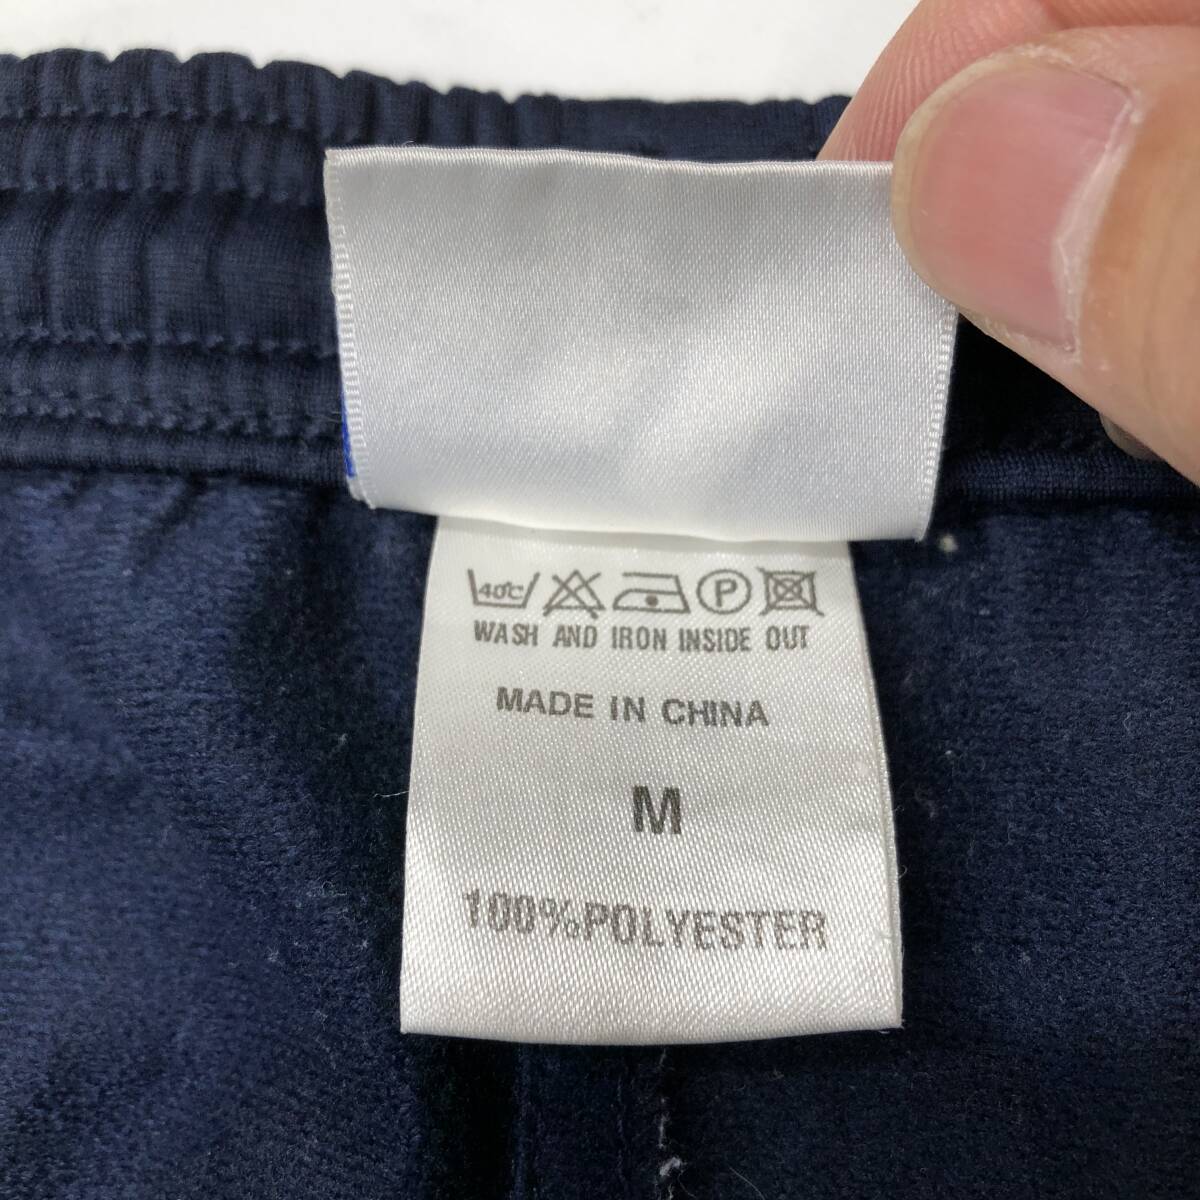 40℃ P
WASH AND IRON INSIDE OUT
MADE IN CHINA
M
100%POLYESTER